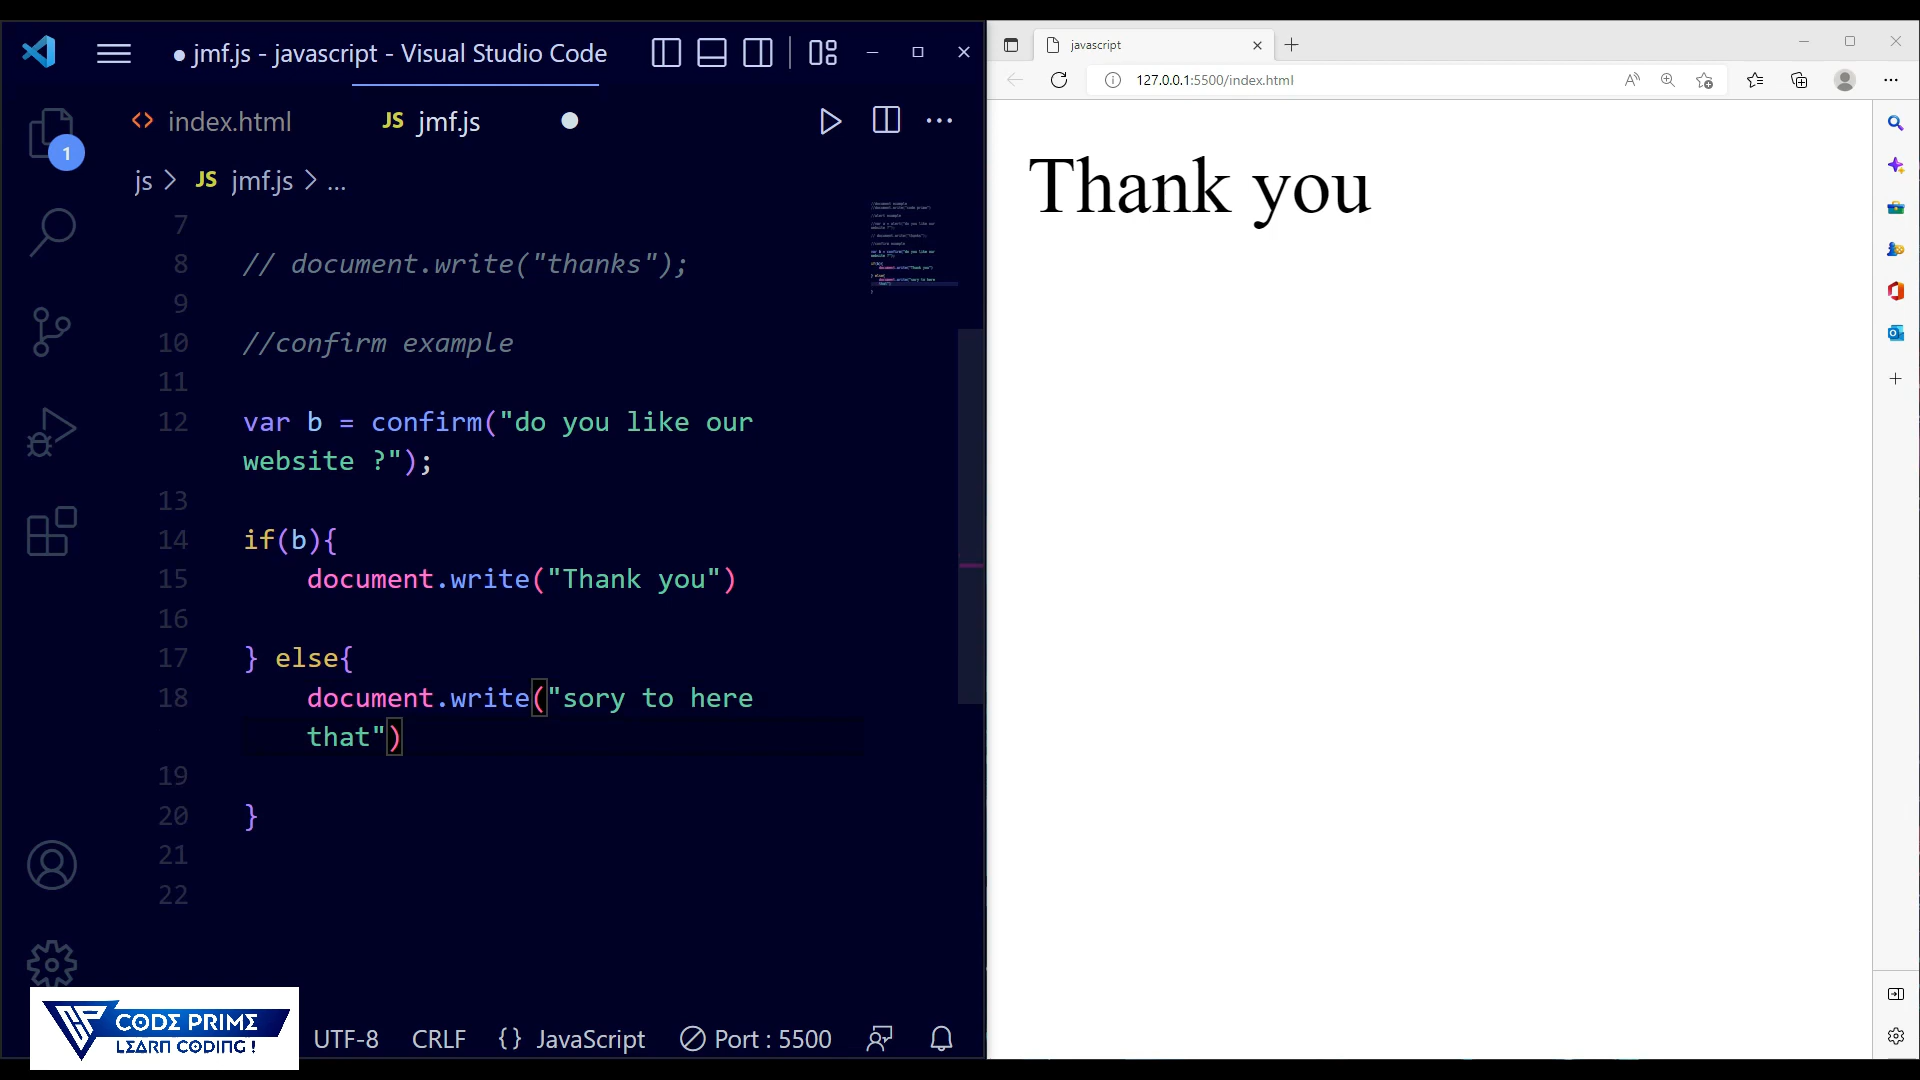 jmf.js - javascript - Visual Studio Code
index.html
JS jmf.js
1
js > JS jmf.js > ...
7
8 // document.write("thanks");
9
10 //confirm example
11
12 var b = confirm("do you like our
website ?");
13
14 if(b){
15 document.write("Thank you")
16
17 } else{
18 document.write("sory to here
that")
19
20 }
21
22
CODE PRIME
LEARN CODING !
UTF-8 CRLF {} JavaScript Port : 5500
javascript
127.0.0.1:5500/index.html
Thank you